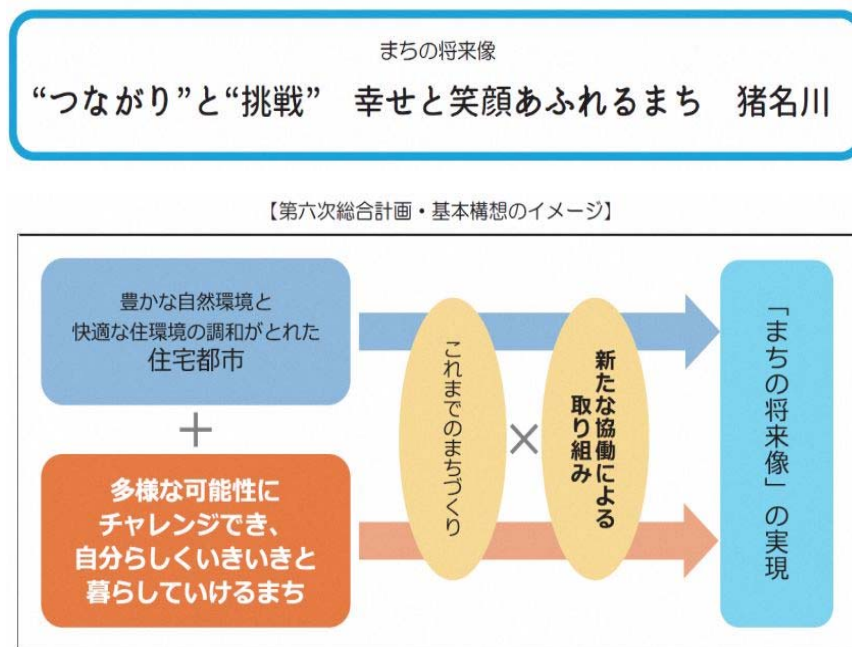 まちの将来像
“つながり”と“挑戦”　幸せと笑顔あふれるまち　猪名川
【第六次総合計画・基本構想のイメージ】
豊かな自然環境と
快適な住環境の調和がとれた
住宅都市
＋
多様な可能性に
チャレンジでき、
自分らしくいきいきと
暮らしていけるまち
これまでのまちづくり
×
新たな協働による
取り組み
「まちの将来像」の実現